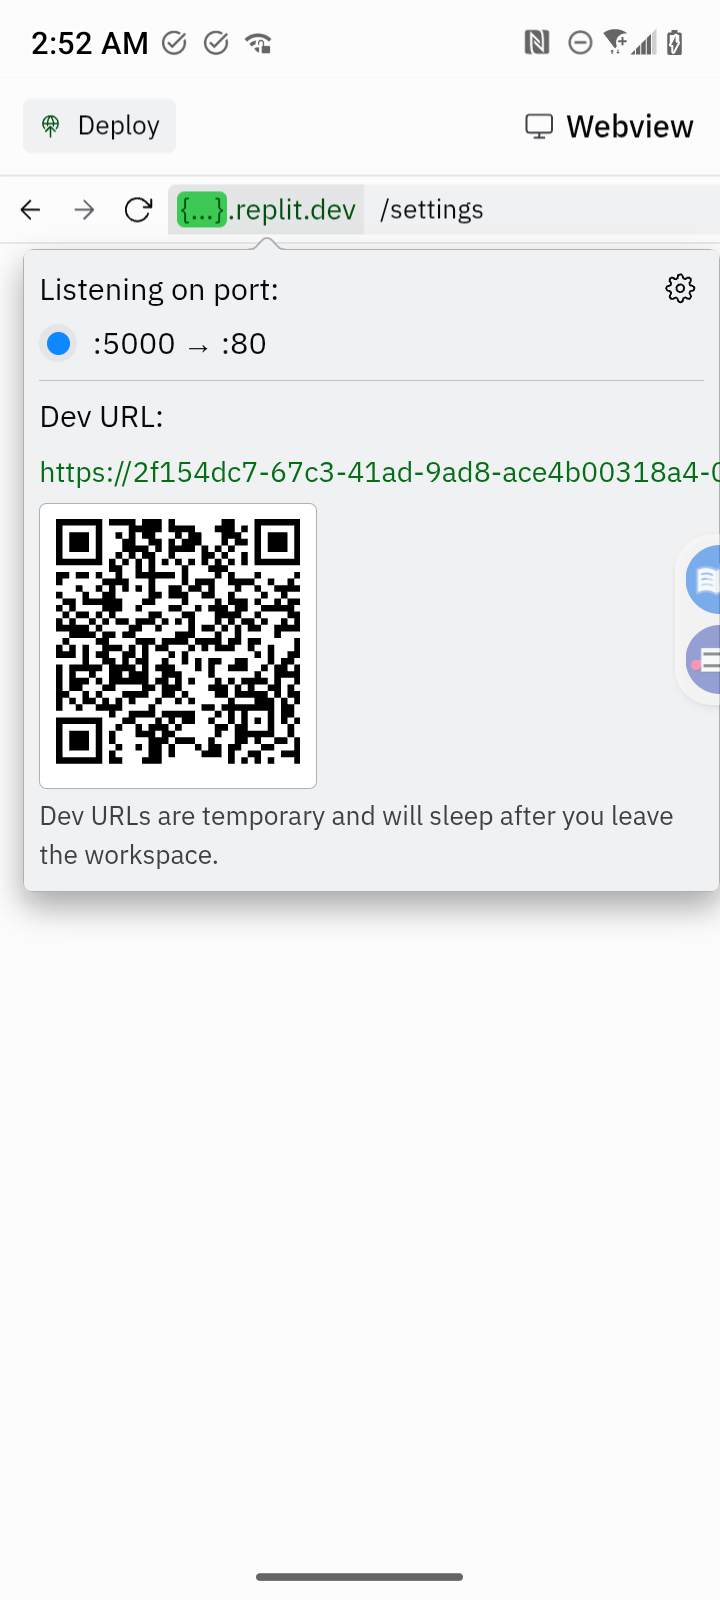 2:52 AM
Deploy
Webview
{...}.replit.dev /settings
Listening on port:
:5000 → :80
Dev URL:
https://2f154dc7-67c3-41ad-9ad8-ace4b00318a4-0
Dev URLs are temporary and will sleep after you leave
the workspace.